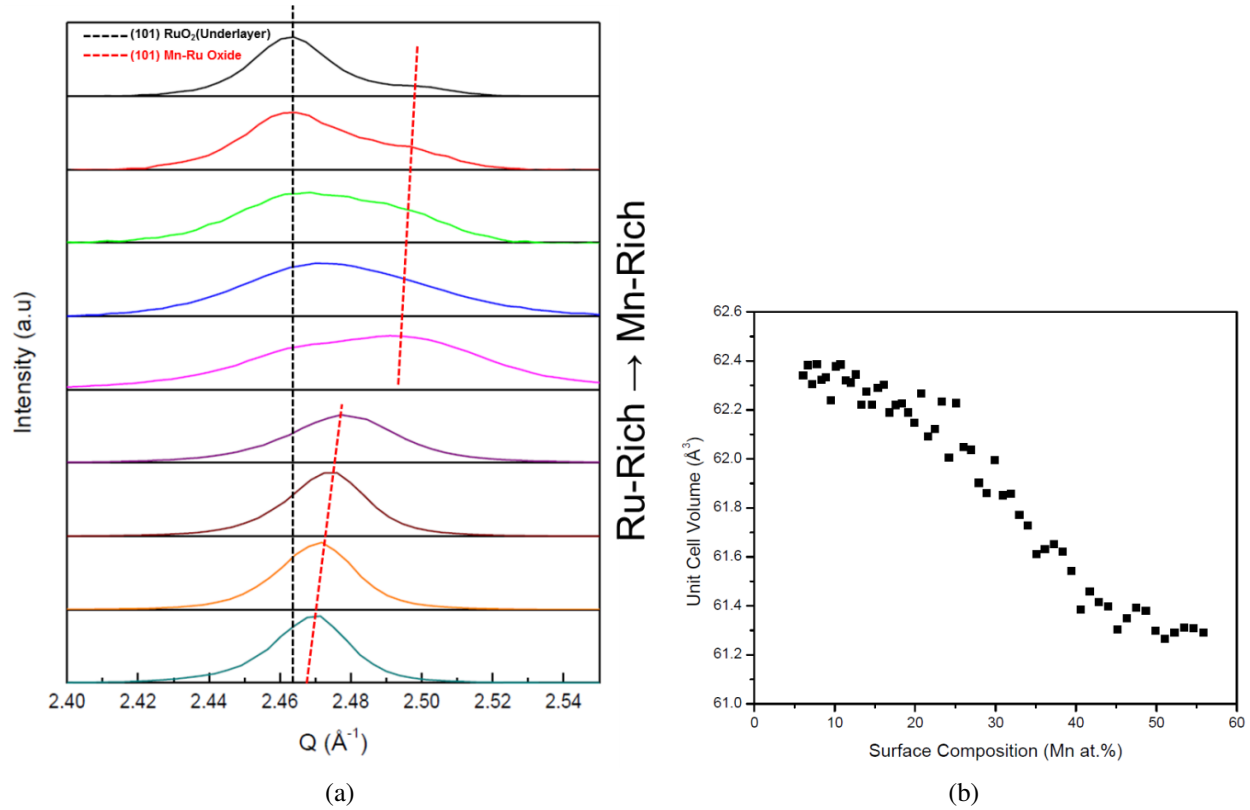 (101) RuO2(Underlayer)
(101) Mn-Ru Oxide
Intensity (a.u)
2.40 2.42 2.44 2.46 2.48 2.50 2.52 2.54
Q (Å-1)
Ru-Rich → Mn-Rich
(a)
62.6
62.4
62.2
62.0
61.8
61.6
61.4
61.2
61.0
Unit Cell Volume (Å3)
0 10 20 30 40 50 60
Surface Composition (Mn at.%)
(b)